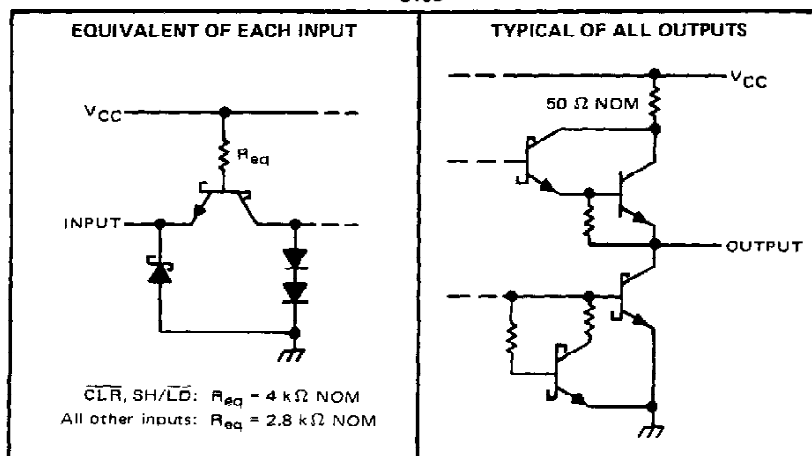 EQUIVALENT OF EACH INPUT
VCC
Req
INPUT
CLR, SH/LD: Req = 4 kΩ NOM
All other inputs: Req = 2.8 kΩ NOM
TYPICAL OF ALL OUTPUTS
VCC
50 Ω NOM
OUTPUT